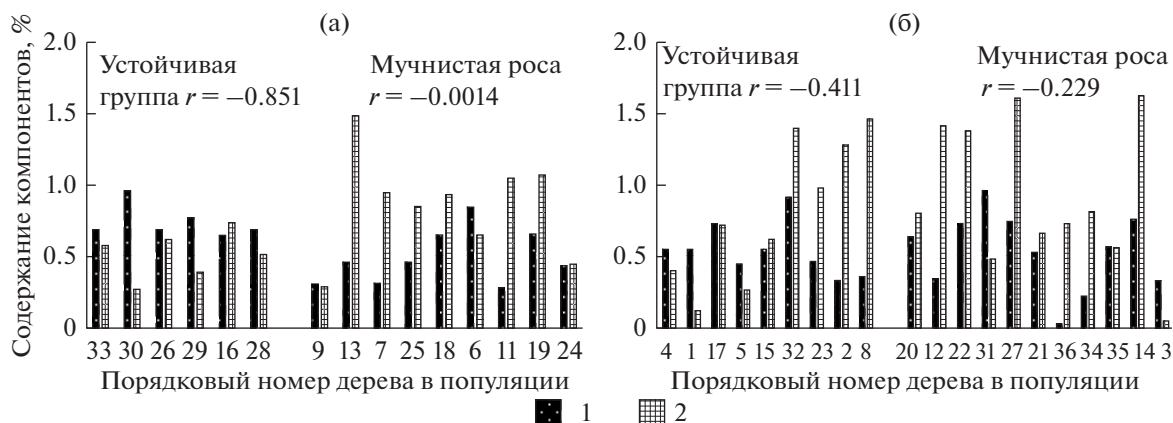 (а)
Содержание компонентов, %
2.0
1.5
1.0
0.5
0
Устойчивая
группа r = −0.851
Мучнистая роса
r = −0.0014
33 30 26 29 16 28 9 13 7 25 18 6 11 19 24
Порядковый номер дерева в популяции
(б)
2.0
1.5
1.0
0.5
0
Устойчивая
группа r = −0.411
Мучнистая роса
r = −0.229
4 1 17 5 15 32 23 2 8 20 12 22 31 27 21 36 34 35 14 3
Порядковый номер дерева в популяции
1 2